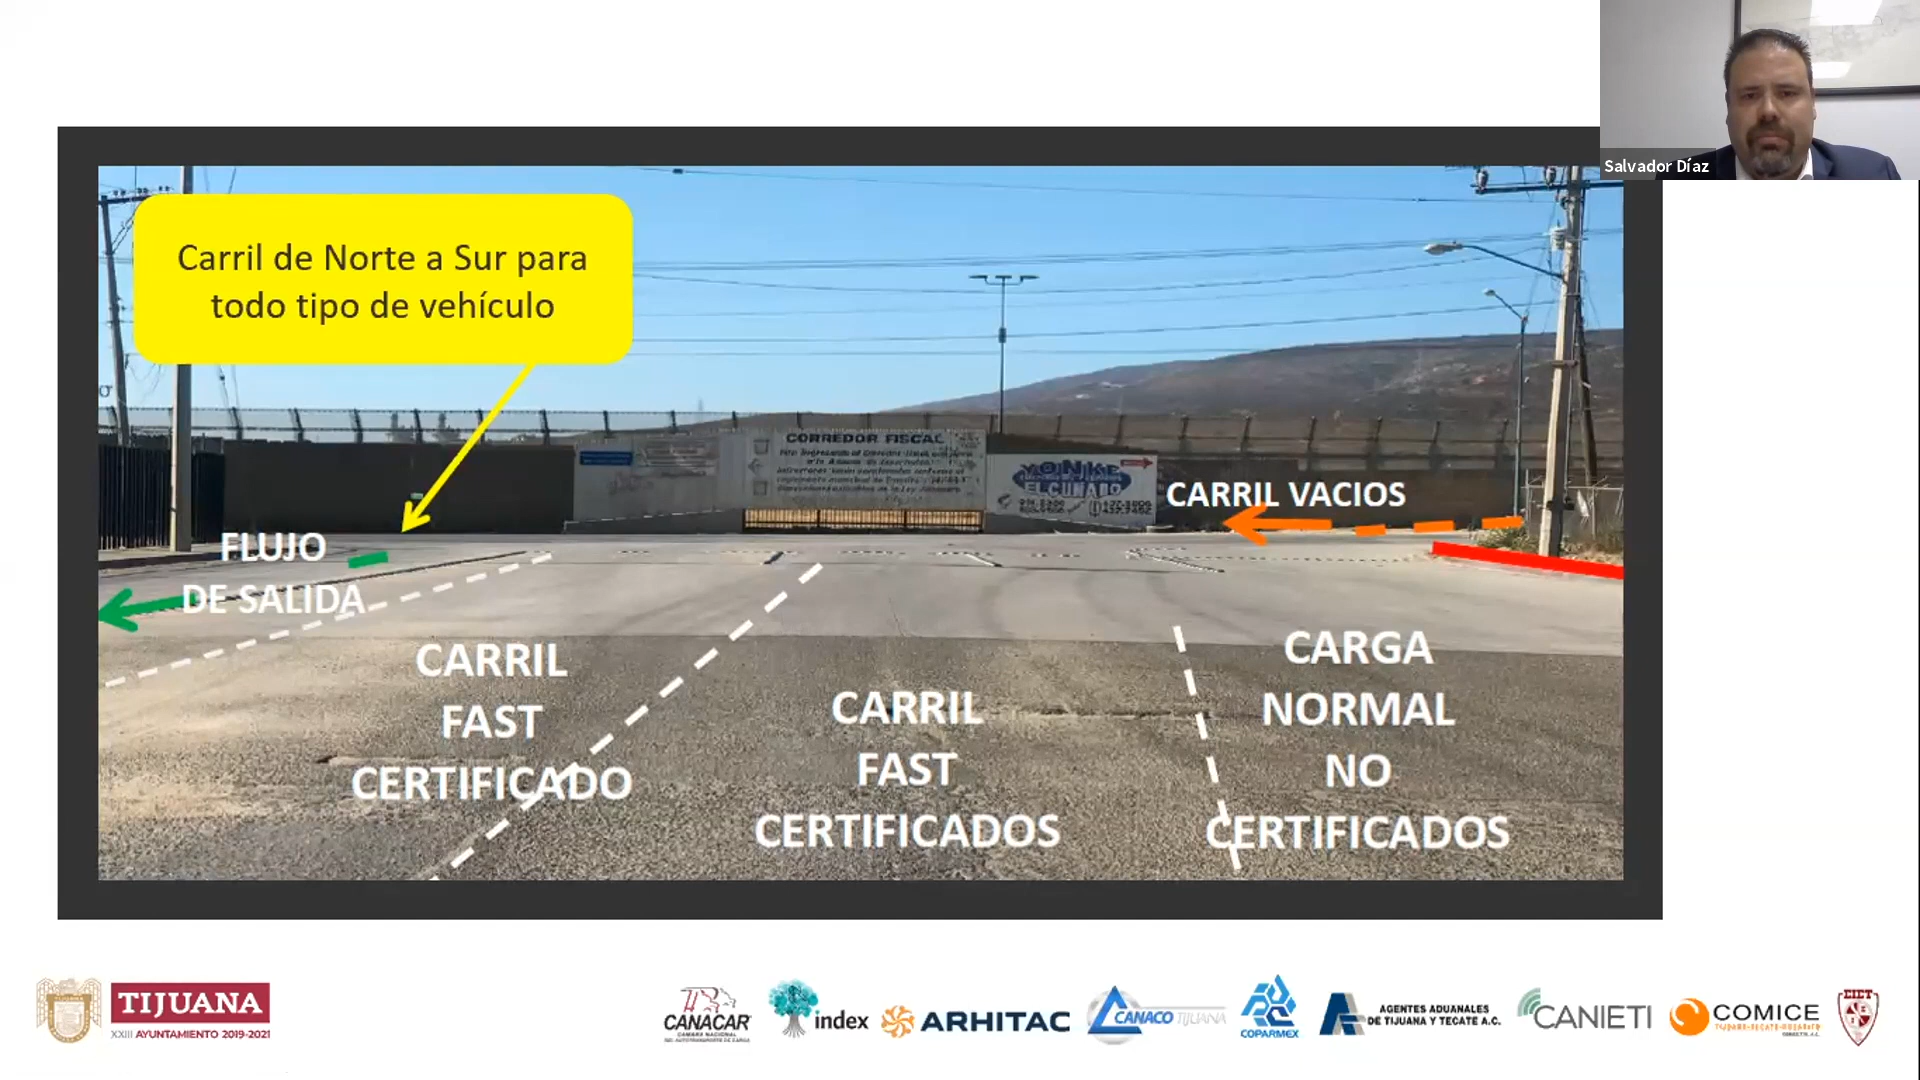 Salvador Díaz
Carril de Norte a Sur para
todo tipo de vehículo
CORREDOR FISCAL
YONKE
CARRIL VACIOS
FLUJO
DE SALIDA
CARRIL
FAST
CERTIFICADO
CARRIL
FAST
CERTIFICADOS
CARGA
NORMAL
NO
CERTIFICADOS
TIJUANA
XXIII AYUNTAMIENTO 2019-2021
CANACAR
index
ARHITAC
CANACO TIJUANA
COPARMEX
AGENTES ADUANALES
DE TIJUANA Y TECATE A.C.
CANIETI
COMICE